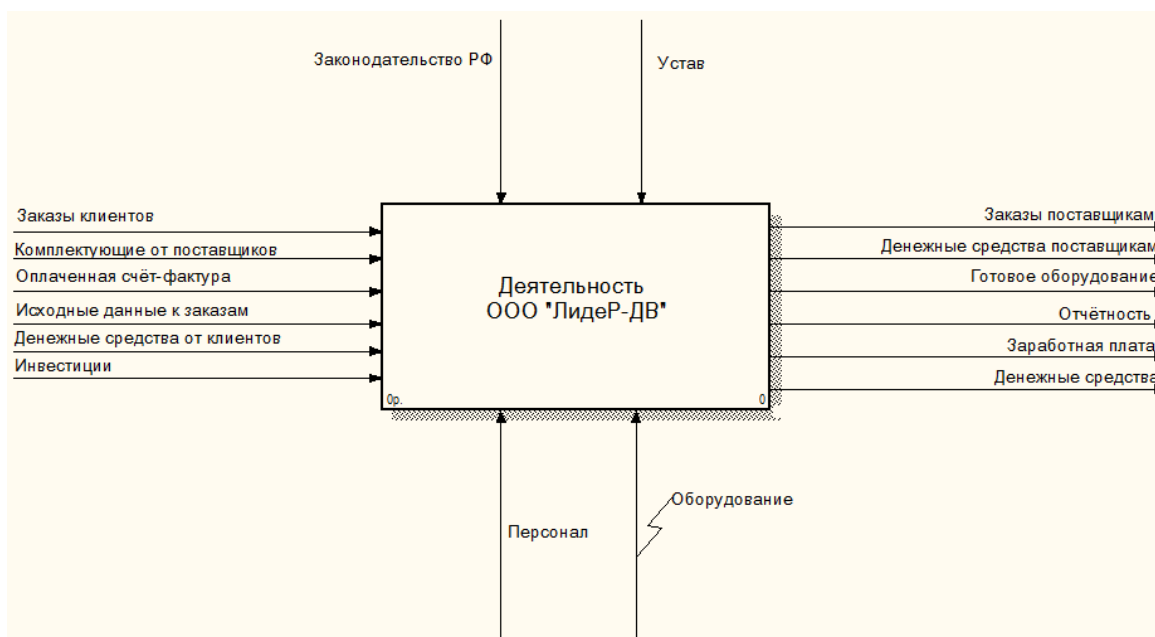 Законодательство РФ
Устав
Заказы клиентов
Комплектующие от поставщиков
Оплаченная счёт-фактура
Исходные данные к заказам
Денежные средства от клиентов
Инвестиции
Деятельность
ООО "ЛидеР-ДВ"
0р.
0
Заказы поставщикам
Денежные средства поставщикам
Готовое оборудование
Отчётность
Заработная плата
Денежные средства
Персонал
Оборудование